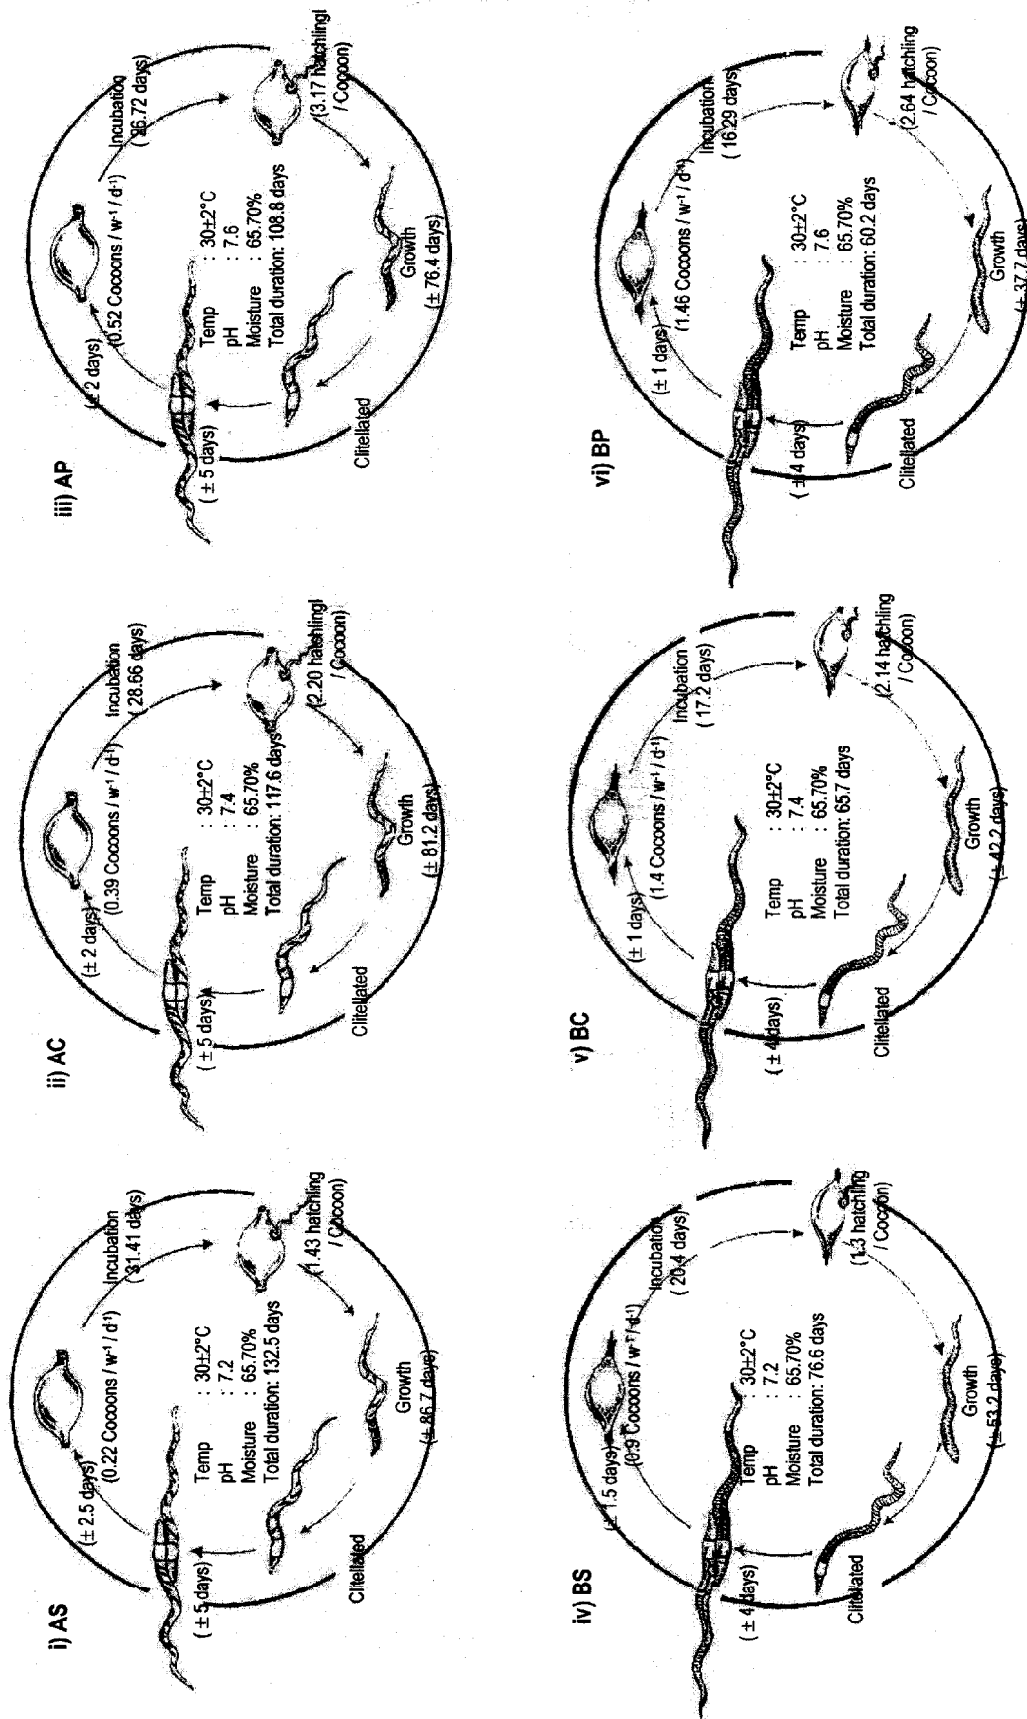 i) AS
(± 2.5 days)
(0.22 Cocoons / w⁻¹ / d⁻¹)
Incubation
(31.41 days)
(1.43 hatchling
/ Cocoon)
Temp : 30±2°C
pH : 7.2
Moisture : 65.70%
Total duration: 132.5 days
(± 5 days)
Growth
(± 86.7 days)
Clitellated
ii) AC
(± 2 days)
(0.39 Cocoons / w⁻¹ / d⁻¹)
Incubation
(28.66 days)
(2.20 hatchlingl
/ Cocoon)
Temp : 30±2°C
pH : 7.4
Moisture : 65.70%
Total duration: 117.6 days
(± 5 days)
Growth
(± 81.2 days)
Clitellated
iii) AP
(± 2 days)
(0.52 Cocoons / w⁻¹ / d⁻¹)
Incubation
(26.72 days)
(3.17 hatchlingl
/ Cocoon)
Temp : 30±2°C
pH : 7.6
Moisture : 65.70%
Total duration: 108.8 days
(± 5 days)
Growth
(± 76.4 days)
Clitellated
iv) BS
(± 1.5 days)
(0.9 Cocoons / w⁻¹ / d⁻¹)
Incubation
(20.4 days)
(1.3 hatchling
/ Cocoon)
Temp : 30±2°C
pH : 7.2
Moisture : 65.70%
Total duration: 76.6 days
(± 4 days)
Growth
(± 53.2 days)
Clitellated
v) BC
(± 1 days)
(1.4 Cocoons / w⁻¹ / d⁻¹)
Incubation
(17.2 days)
(2.14 hatchling
/ Cocoon)
Temp : 30±2°C
pH : 7.4
Moisture : 65.70%
Total duration: 65.7 days
(± 4 days)
Growth
(± 42.2 days)
Clitellated
vi) BP
(± 1 days)
(1.46 Cocoons / w⁻¹ / d⁻¹)
Incubation
(16.29 days)
(2.64 hatchling
/ Cocoon)
Temp : 30±2°C
pH : 7.6
Moisture : 65.70%
Total duration: 60.2 days
(± 4 days)
Growth
(± 37.7 days)
Clitellated